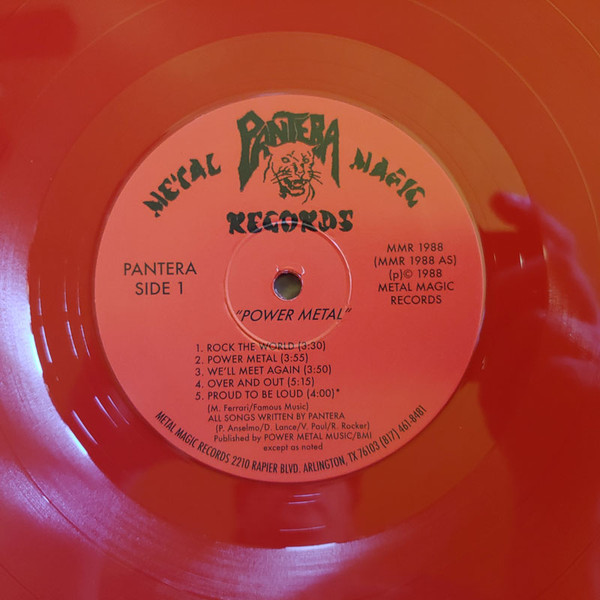 PANTERA
METAL MAGIC
RECORDS
PANTERA
SIDE 1
MMR 1988
(MMR 1988 AS)
(p)© 1988
METAL MAGIC
RECORDS
"POWER METAL"
1. ROCK THE WORLD (3:30)
2. POWER METAL (3:55)
3. WE'LL MEET AGAIN (3:50)
4. OVER AND OUT (5:15)
5. PROUD TO BE LOUD (4:00)*
(M. Ferrari/Famous Music)
ALL SONGS WRITTEN BY PANTERA
(P. Anselmo/D. Lance/V. Paul/R. Rocker)
Published by POWER METAL MUSIC/BMI
except as noted
METAL MAGIC RECORDS 2210 RAPIER BLVD. ARLINGTON, TX 76103 (817) 461-8481